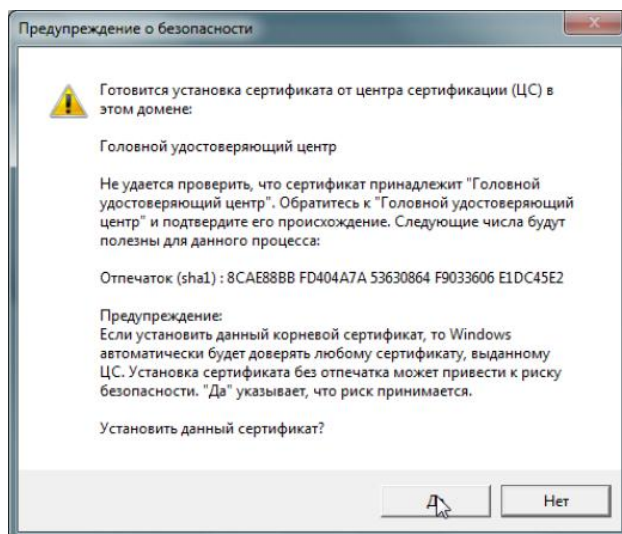 Предупреждение о безопасности
Готовится установка сертификата от центра сертификации (ЦС) в
этом домене:
Головной удостоверяющий центр
Не удается проверить, что сертификат принадлежит "Головной
удостоверяющий центр". Обратитесь к "Головной удостоверяющий
центр" и подтвердите его происхождение. Следующие числа будут
полезны для данного процесса:
Отпечаток (sha1) : 8CAE88BB FD404A7A 53630864 F9033606 E1DC45E2
Предупреждение:
Если установить данный корневой сертификат, то Windows
автоматически будет доверять любому сертификату, выданному
ЦС. Установка сертификата без отпечатка может привести к риску
безопасности. "Да" указывает, что риск принимается.
Установить данный сертификат?
Да Нет